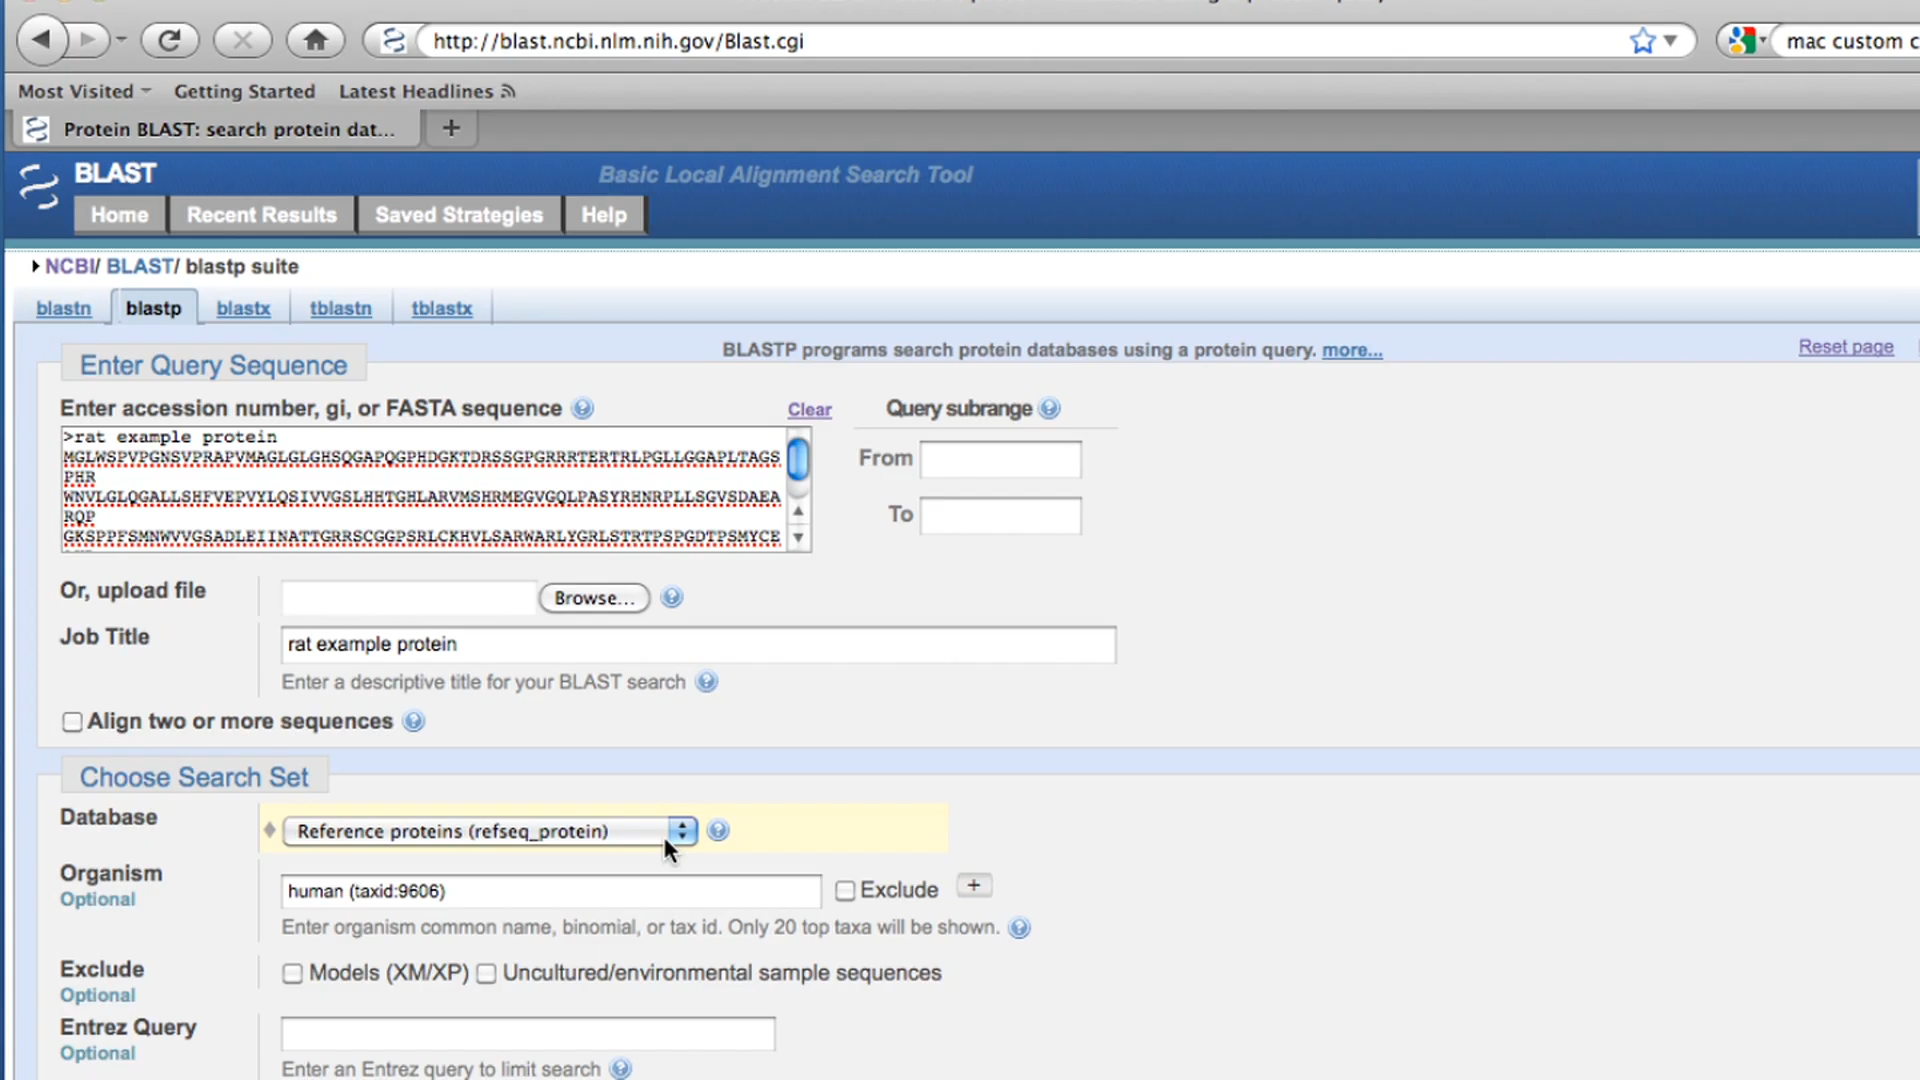 http://blast.ncbi.nlm.nih.gov/Blast.cgi
mac custom c
Most Visited Getting Started Latest Headlines
Protein BLAST: search protein dat... +
BLAST
Basic Local Alignment Search Tool
Home Recent Results Saved Strategies Help
NCBI/ BLAST/ blastp suite
blastn blastp blastx tblastn tblastx
Enter Query Sequence
BLASTP programs search protein databases using a protein query. more...
Reset page
Enter accession number, gi, or FASTA sequence ?
Clear
Query subrange ?
>rat example protein
MGLWSPVPGNSVPRAPVMAGLGLGHSQGAPQGPHDGKTDRSSGPGRRRTERTRLPGLLGGAPLTAGS
PHR
WNVLGLQGALLSHFVEPVYLQSIVVGSLHHTGHLARVMSHRMEGVGQLPASYRHNRPLLSGVSDAEA
RQP
GKSPPFSMNWVVGSADLEIINATTGRRSCGGPSRLCKHVLSARWARLYGRLSTRTPSPGDTPSMYCE
From
To
Or, upload file
Browse... ?
Job Title
rat example protein
Enter a descriptive title for your BLAST search ?
Align two or more sequences ?
Choose Search Set
Database
Reference proteins (refseq_protein) ?
Organism
Optional
human (taxid:9606)
Exclude +
Enter organism common name, binomial, or tax id. Only 20 top taxa will be shown. ?
Exclude
Optional
Models (XM/XP) Uncultured/environmental sample sequences
Entrez Query
Optional
Enter an Entrez query to limit search ?